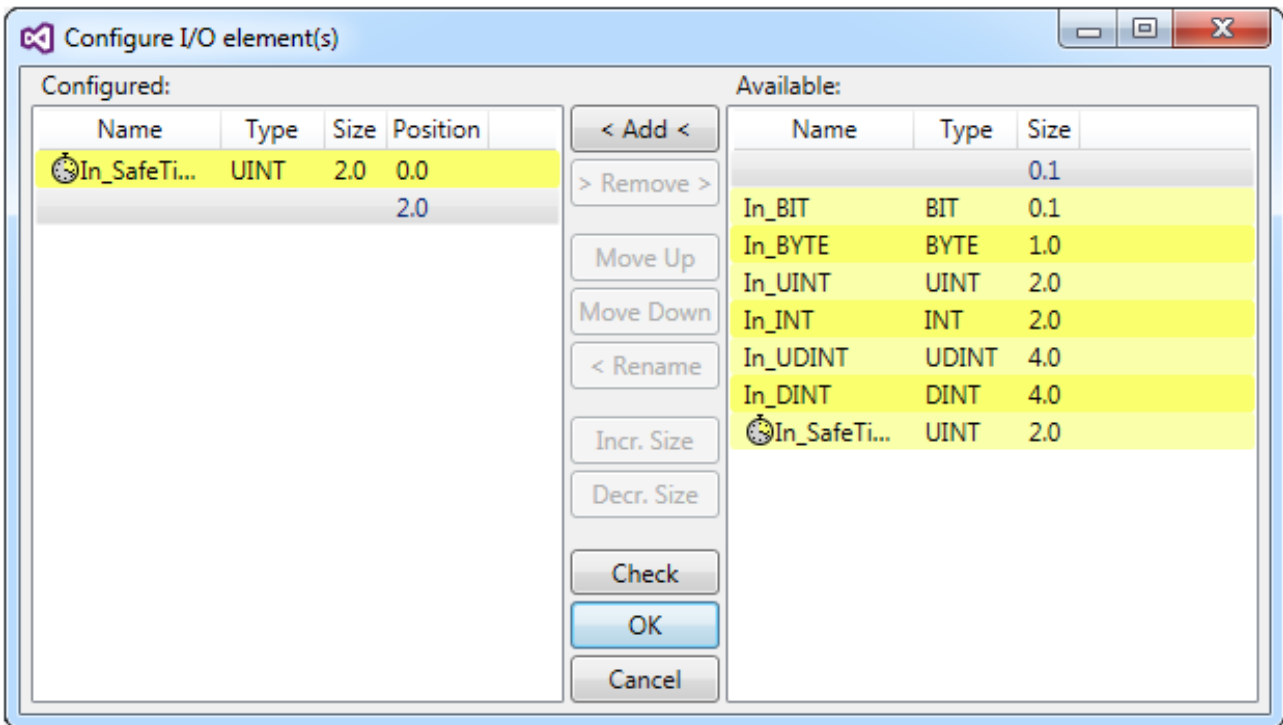 Configure I/O element(s)
Configured:
Name Type Size Position
In_SafeTi... UINT 2.0 0.0
2.0
< Add <
> Remove >
Move Up
Move Down
< Rename
Incr. Size
Decr. Size
Check
OK
Cancel
Available:
Name Type Size
0.1
In_BIT BIT 0.1
In_BYTE BYTE 1.0
In_UINT UINT 2.0
In_INT INT 2.0
In_UDINT UDINT 4.0
In_DINT DINT 4.0
In_SafeTi... UINT 2.0